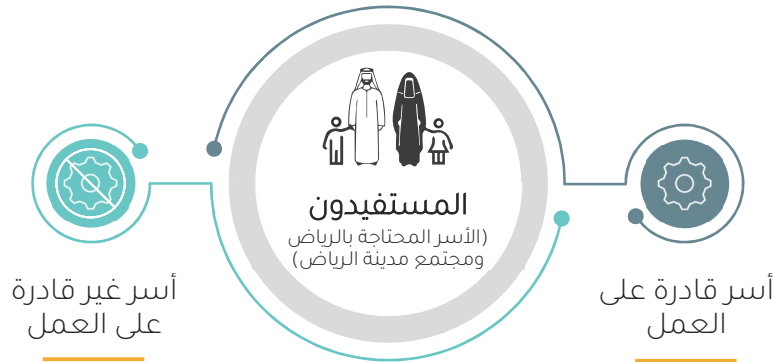 المستفيدون
(الأسر المحتاجة بالرياض
ومجتمع مدينة الرياض)
أسر قادرة على
العمل
أسر غير قادرة
على العمل